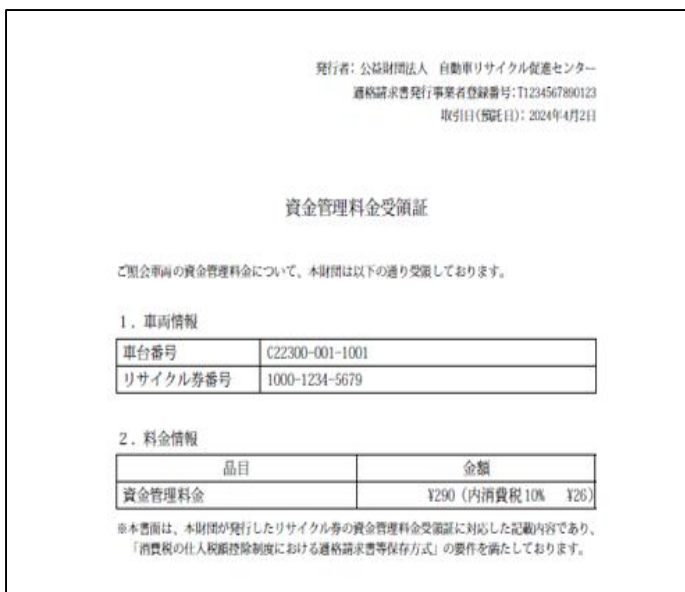 発行者：公益財団法人　自動車リサイクル促進センター
適格請求書発行事業者登録番号：T1234567890123
取引日（預託日）：2024年4月2日
資金管理料金受領証
ご照会車両の資金管理料金について、本財団は以下の通り受領しております。
１．車両情報
車台番号　C22300-001-1001
リサイクル券番号　1000-1234-5679
２．料金情報
品目　金額
資金管理料金　¥290（内消費税10%　¥26）
※本書面は、本財団が発行したリサイクル券の資金管理料金受領証に対応した記載内容であり、
「消費税の仕入税額控除制度における適格請求書等保存方式」の要件を満たしております。